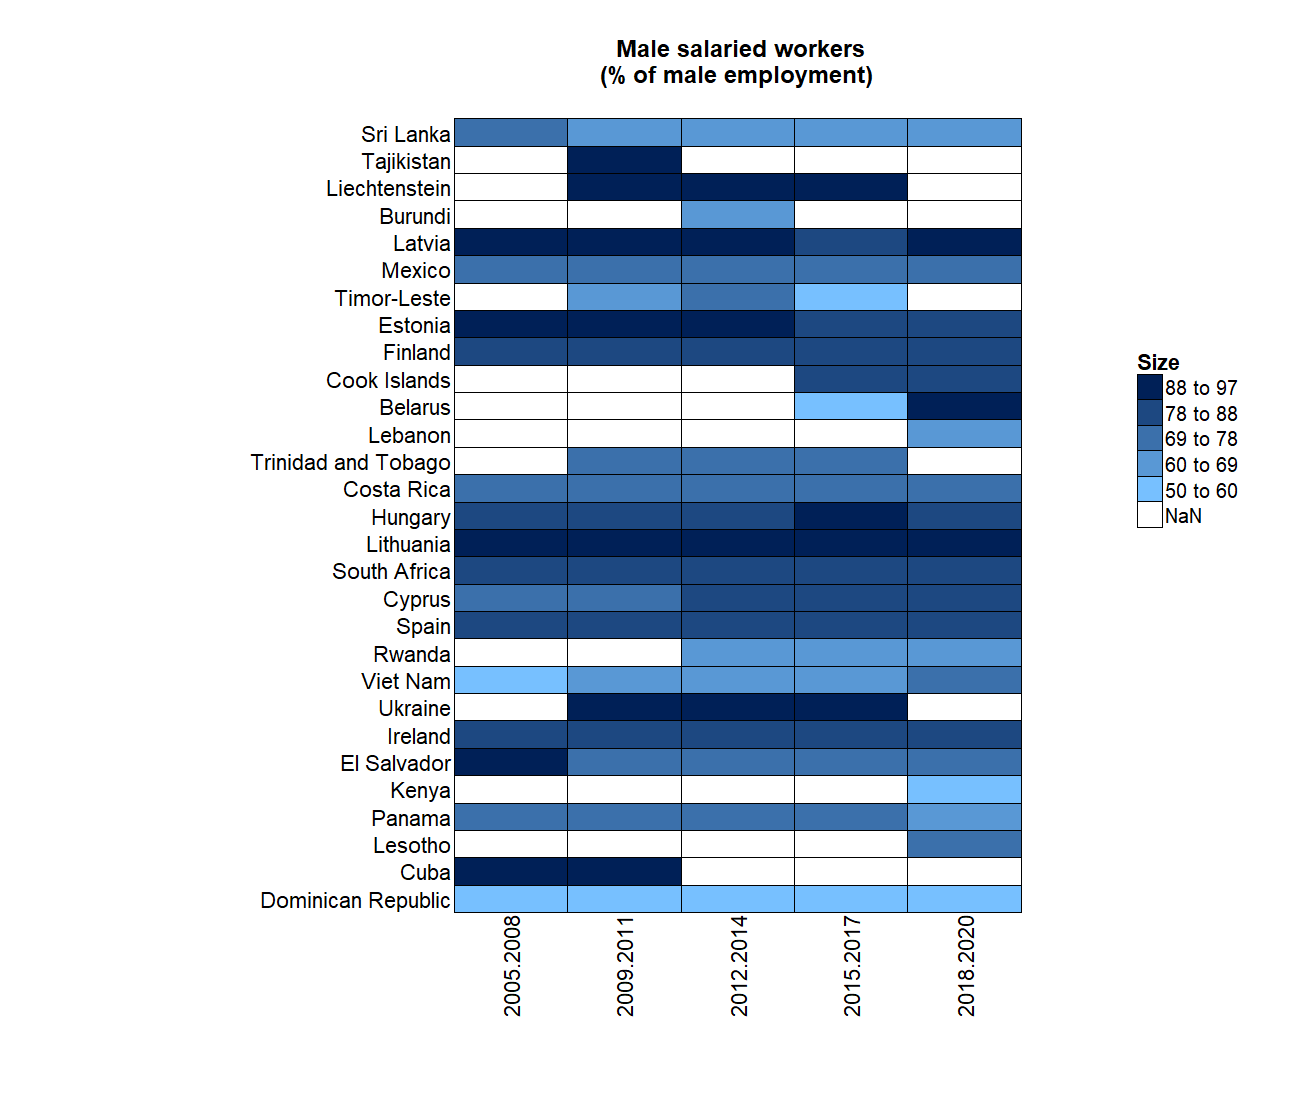 Male salaried workers
(% of male employment)
Sri Lanka
Tajikistan
Liechtenstein
Burundi
Latvia
Mexico
Timor-Leste
Estonia
Finland
Cook Islands
Belarus
Lebanon
Trinidad and Tobago
Costa Rica
Hungary
Lithuania
South Africa
Cyprus
Spain
Rwanda
Viet Nam
Ukraine
Ireland
El Salvador
Kenya
Panama
Lesotho
Cuba
Dominican Republic
2005.2008
2009.2011
2012.2014
2015.2017
2018.2020
Size
88 to 97
78 to 88
69 to 78
60 to 69
50 to 60
NaN